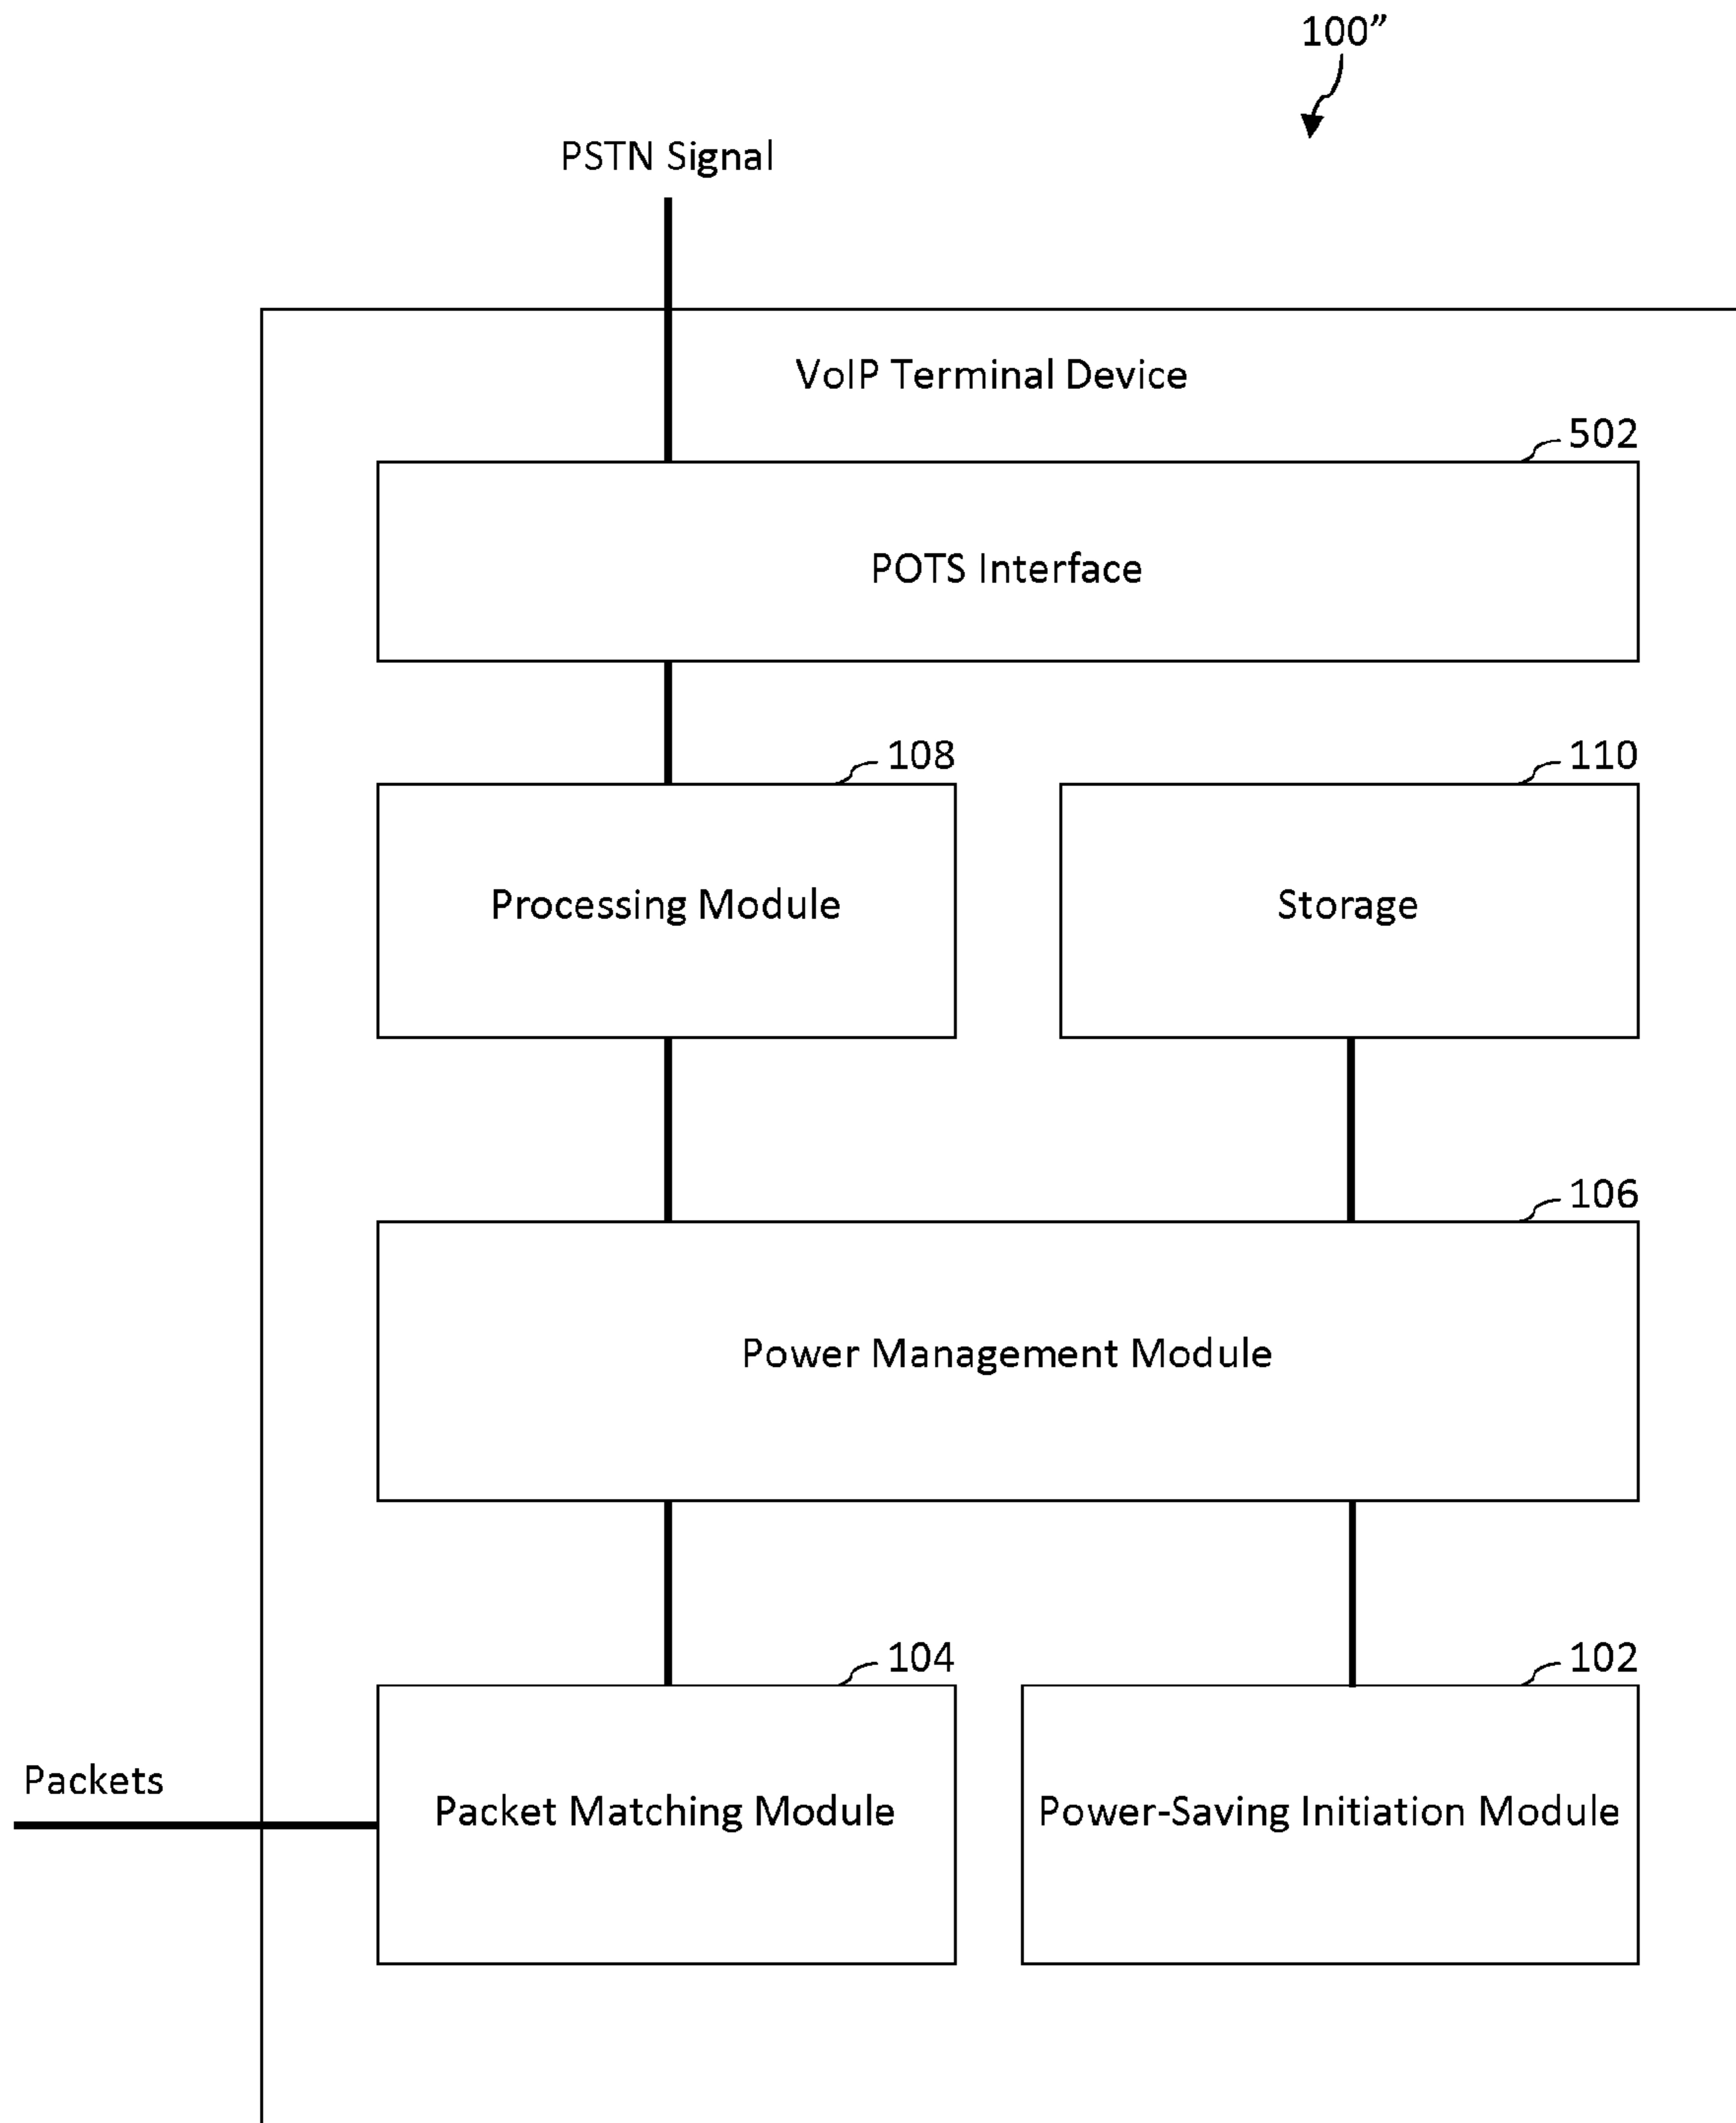 100”
PSTN Signal
VoIP Terminal Device
502
POTS Interface
108
110
Processing Module
Storage
106
Power Management Module
104
102
Packets
Packet Matching Module
Power-Saving Initiation Module